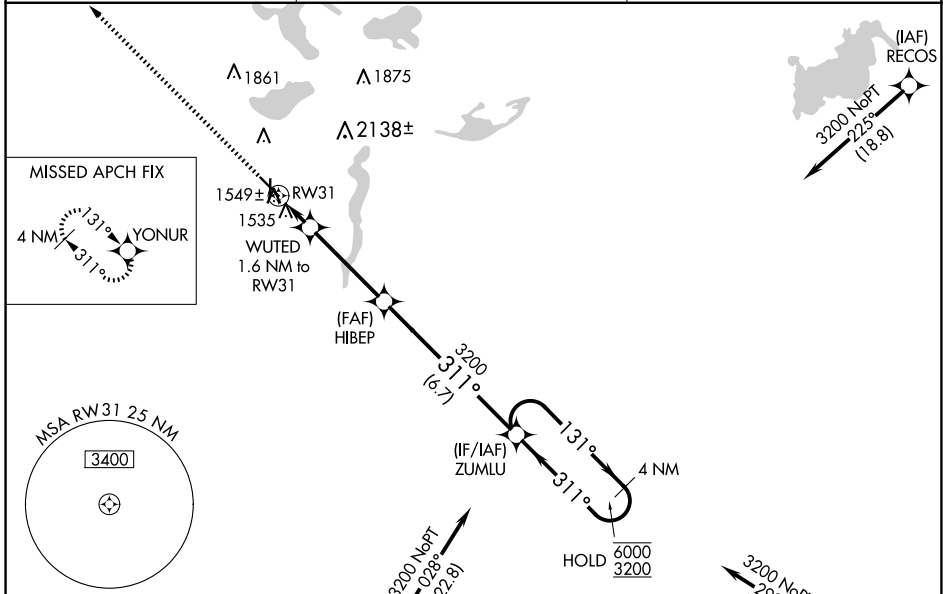 (IAF)
RECOS
3200 NoPT
225°
(18.8)
1861
1875
2138±
MISSED APCH FIX
131°
YONUR
4 NM
311°
1549±
RW31
1535
WUTED
1.6 NM to
RW31
(FAF)
HIBEP
3200
311°
(6.7)
MSA RW31 25 NM
3400
(IF/IAF)
ZUMLU
131°
4 NM
311°
HOLD
6000
3200
3200 NoPT
028°
3200 NoPT